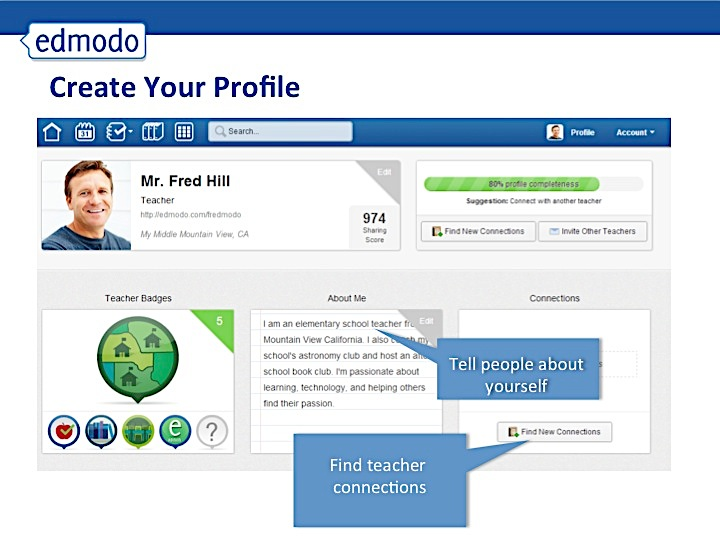 edmodo
Create Your Profile
31
Search...
Profile
Account
Mr. Fred Hill
Teacher
http://edmodo.com/fredmodo
My Middle Mountain View, CA
Edit
974
Sharing
Score
80% profile completeness
Suggestion: Connect with another teacher
Find New Connections
Invite Other Teachers
Teacher Badges
About Me
Connections
5
Edit
I am an elementary school teacher
Mountain View California. I also my
school's astronomy club and host an
school book club. I'm passionate about
learning, technology, and helping others
find their passion.
Tell people about
yourself
e
?
Find New Connections
Find teacher
connections